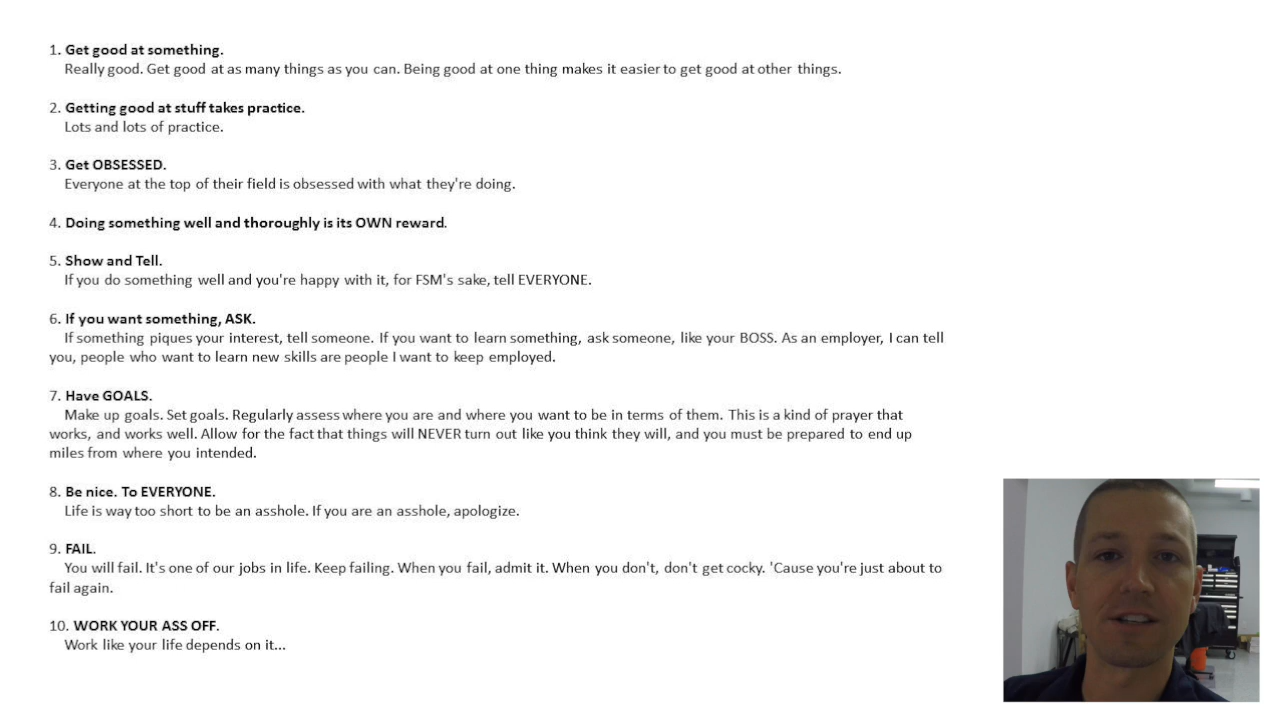 1. Get good at something.
Really good. Get good at as many things as you can. Being good at one thing makes it easier to get good at other things.
2. Getting good at stuff takes practice.
Lots and lots of practice.
3. Get OBSESSED.
Everyone at the top of their field is obsessed with what they're doing.
4. Doing something well and thoroughly is its OWN reward.
5. Show and Tell.
If you do something well and you're happy with it, for FSM's sake, tell EVERYONE.
6. If you want something, ASK.
If something piques your interest, tell someone. If you want to learn something, ask someone, like your BOSS. As an employer, I can tell
you, people who want to learn new skills are people I want to keep employed.
7. Have GOALS.
Make up goals. Set goals. Regularly assess where you are and where you want to be in terms of them. This is a kind of prayer that
works, and works well. Allow for the fact that things will NEVER turn out like you think they will, and you must be prepared to end up
miles from where you intended.
8. Be nice. To EVERYONE.
Life is way too short to be an asshole. If you are an asshole, apologize.
9. FAIL.
You will fail. It's one of our jobs in life. Keep failing. When you fail, admit it. When you don't, don't get cocky. 'Cause you're just about to
fail again.
10. WORK YOUR ASS OFF.
Work like your life depends on it...